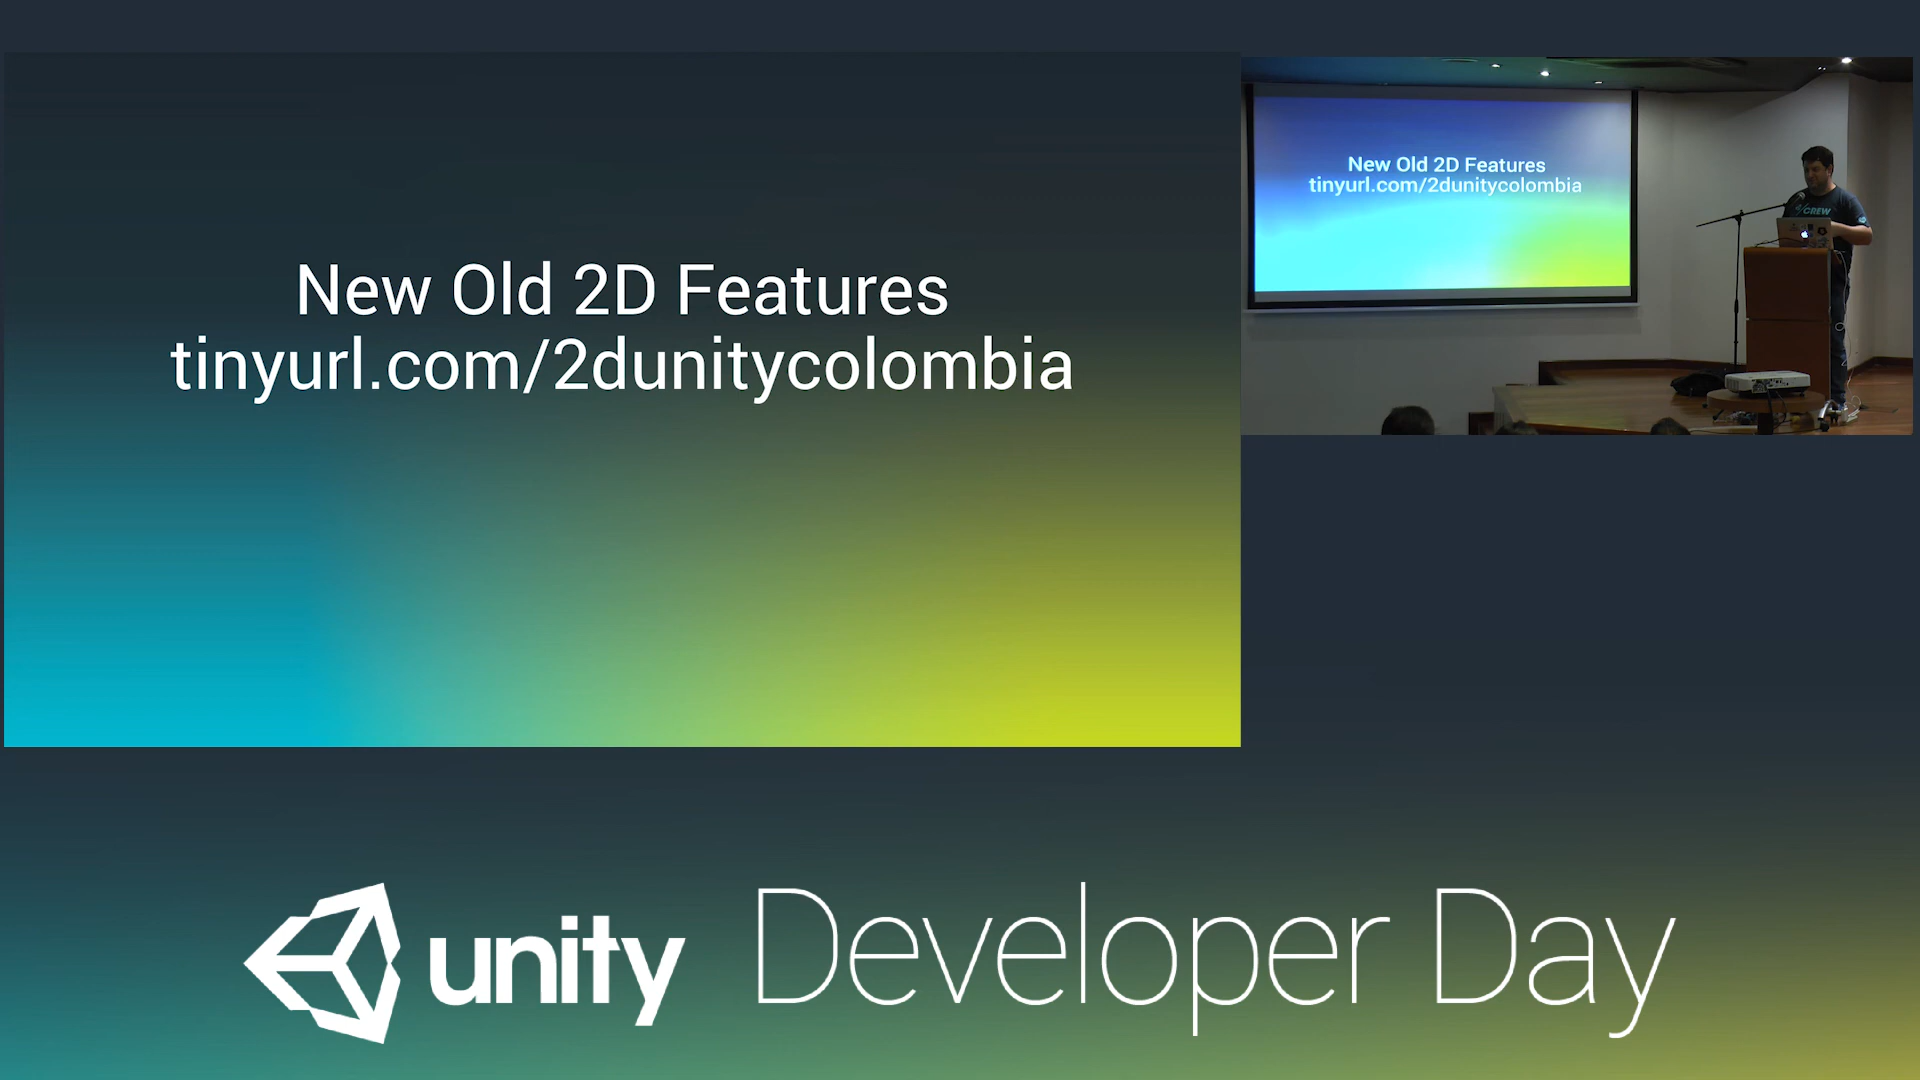 New Old 2D Features
tinyurl.com/2dunitycolombia
New Old 2D Features
tinyurl.com/2dunitycolombia
CREW
unity Developer Day